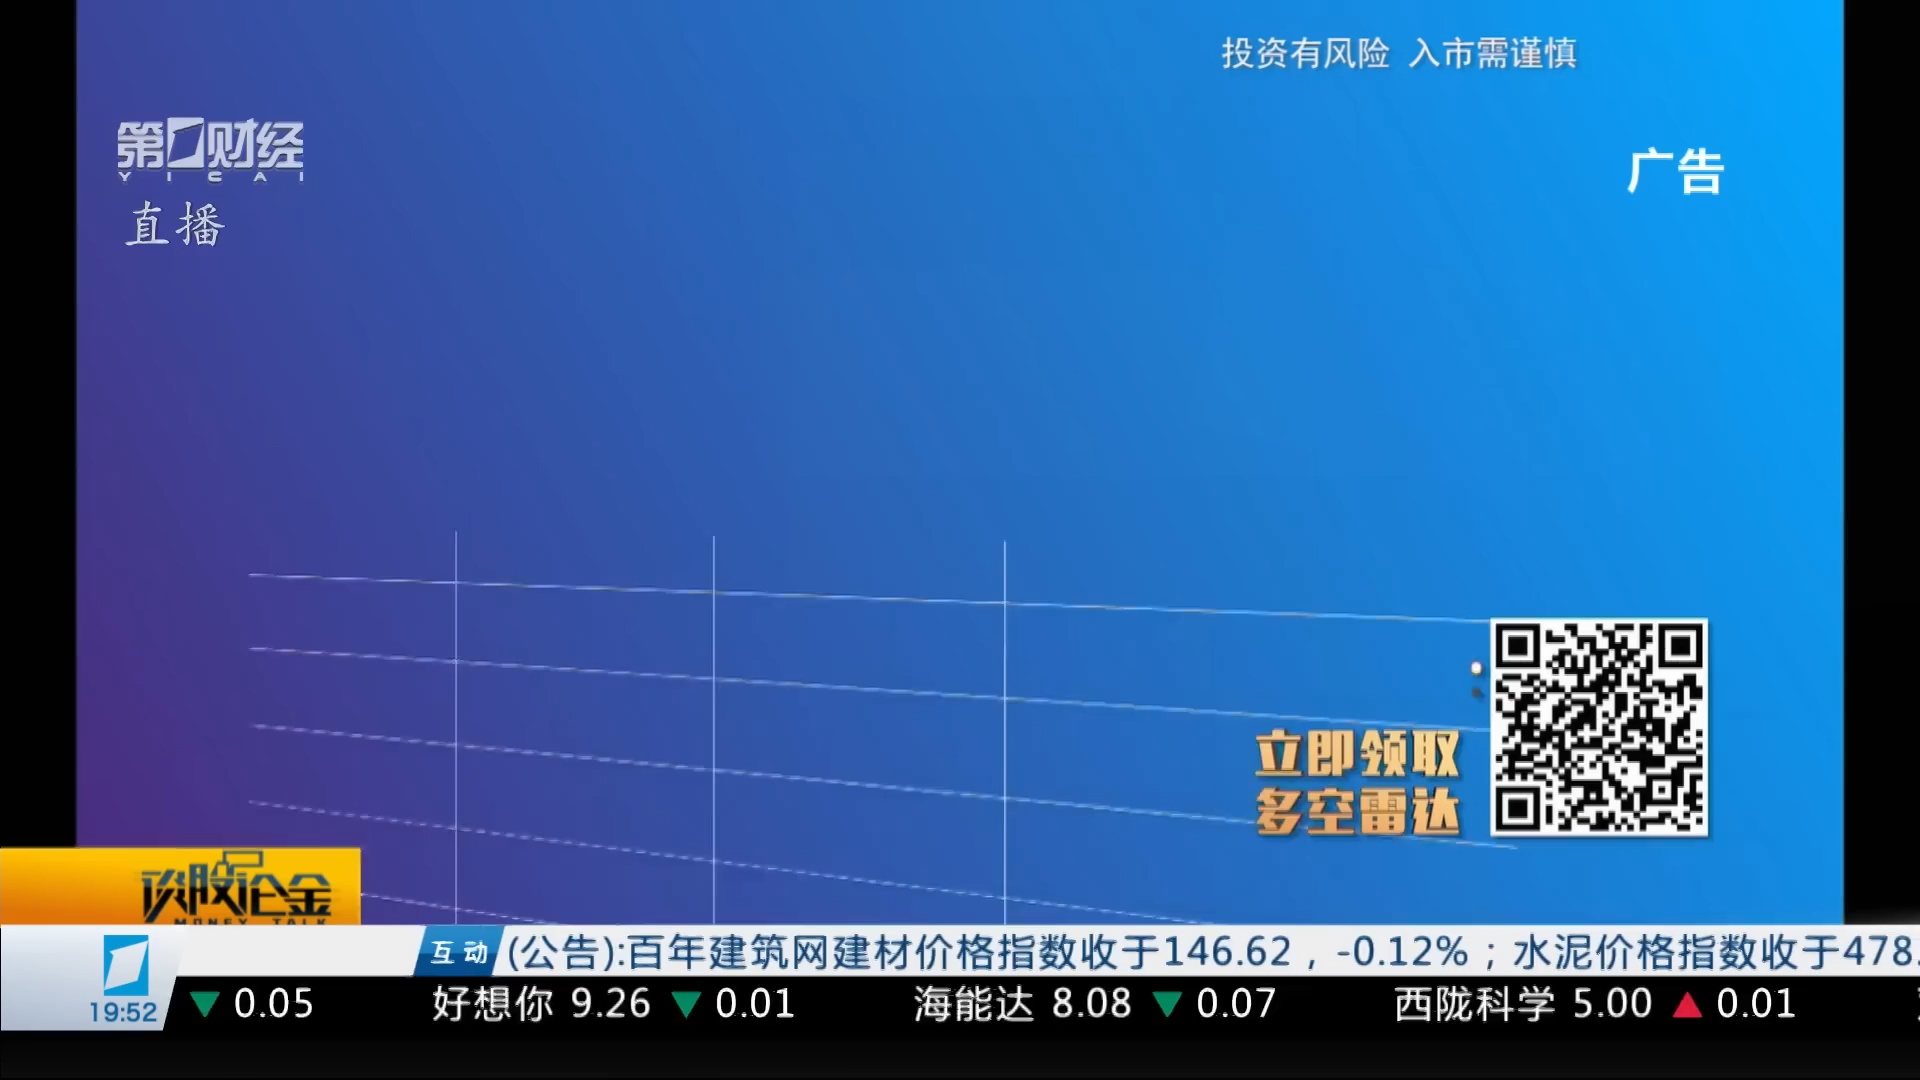 投资有风险 入市需谨慎
第一财经
YICAI
广告
直播
立即领取
多空雷达
谈股论金
MONEY TALK
互动 (公告):百年建筑网建材价格指数收于146.62，-0.12%；水泥价格指数收于478.
19:52 ▼ 0.05 好想你 9.26 ▼ 0.01 海能达 8.08 ▼ 0.07 西陇科学 5.00 ▲ 0.01